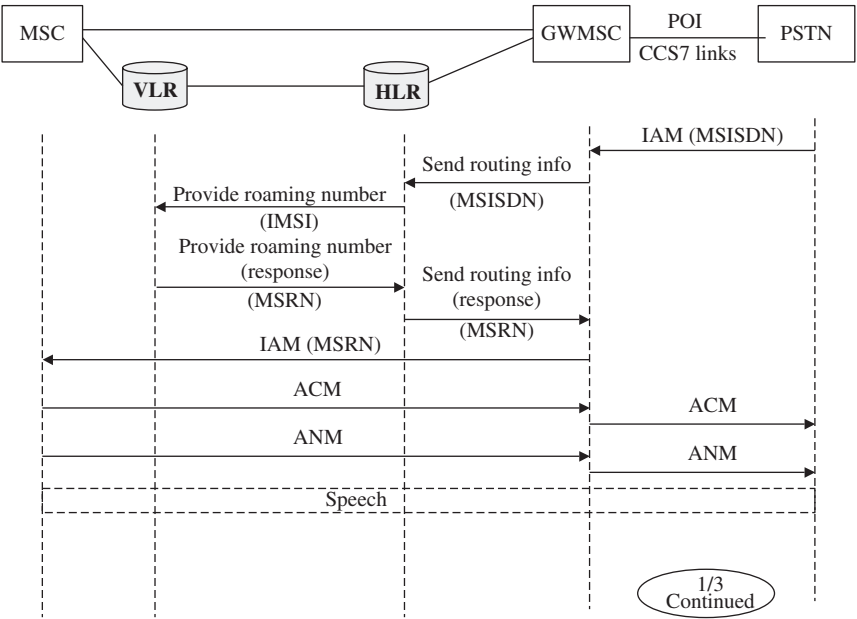 MSC
GWMSC
POI
CCS7 links
PSTN
VLR
HLR
IAM (MSISDN)
Send routing info
(MSISDN)
Provide roaming number
(IMSI)
Provide roaming number
(response)
(MSRN)
Send routing info
(response)
(MSRN)
IAM (MSRN)
ACM
ACM
ANM
ANM
Speech
1/3
Continued